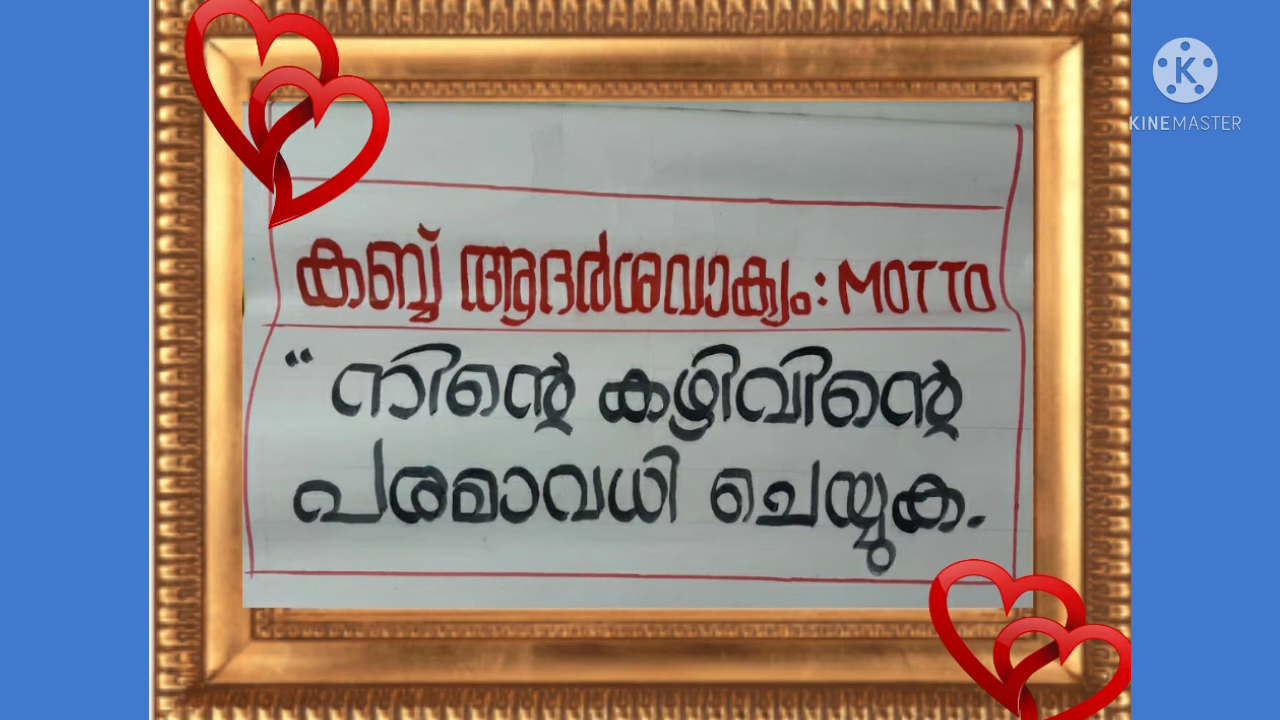 കബ്ബ് ആദർശവാക്യം: MOTTO
“ നിന്റെ കഴിവിന്റെ
പരമാവധി ചെയ്യുക.
K
KINEMASTER